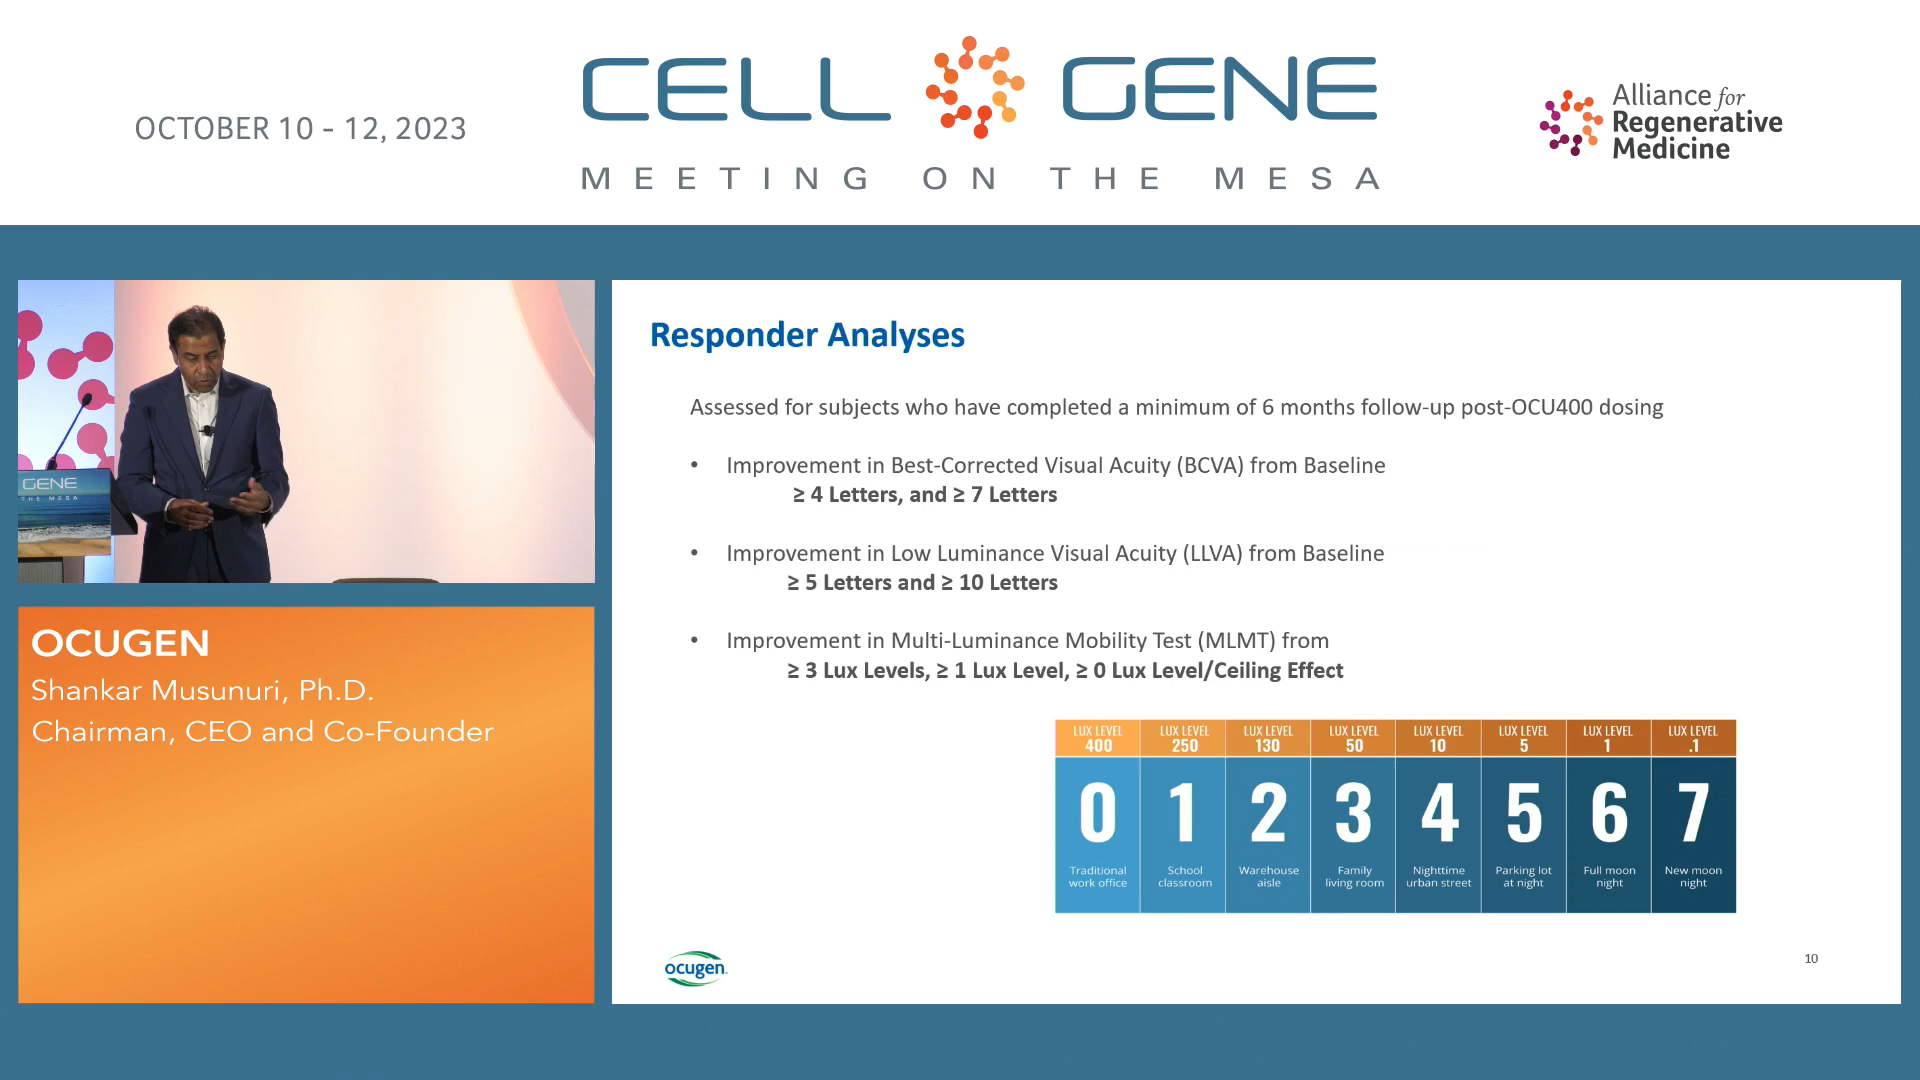 OCTOBER 10 - 12, 2023
CELL GENE
MEETING ON THE MESA
Alliance for
Regenerative
Medicine
GENE
THE MESA
OCUGEN
Shankar Musunuri, Ph.D.
Chairman, CEO and Co-Founder
Responder Analyses
Assessed for subjects who have completed a minimum of 6 months follow-up post-OCU400 dosing
• Improvement in Best-Corrected Visual Acuity (BCVA) from Baseline
≥ 4 Letters, and ≥ 7 Letters
• Improvement in Low Luminance Visual Acuity (LLVA) from Baseline
≥ 5 Letters and ≥ 10 Letters
• Improvement in Multi-Luminance Mobility Test (MLMT) from
≥ 3 Lux Levels, ≥ 1 Lux Level, ≥ 0 Lux Level/Ceiling Effect
LUX LEVEL LUX LEVEL LUX LEVEL LUX LEVEL LUX LEVEL LUX LEVEL LUX LEVEL LUX LEVEL
400 250 130 50 10 5 1 .1
0 1 2 3 4 5 6 7
Traditional School Warehouse Family Nighttime Parking lot Full moon New moon
work office classroom aisle living room urban street at night night night
ocugen
10